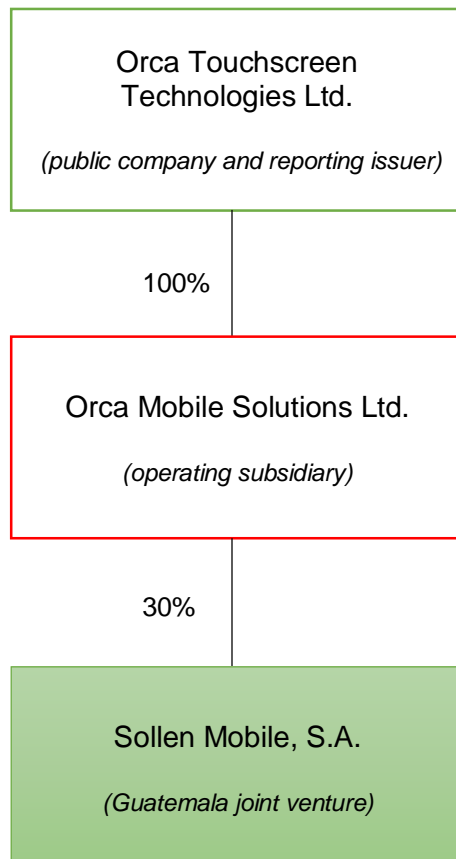 Orca Touchscreen
Technologies Ltd.
(public company and reporting issuer)
100%
Orca Mobile Solutions Ltd.
(operating subsidiary)
30%
Sollen Mobile, S.A.
(Guatemala joint venture)